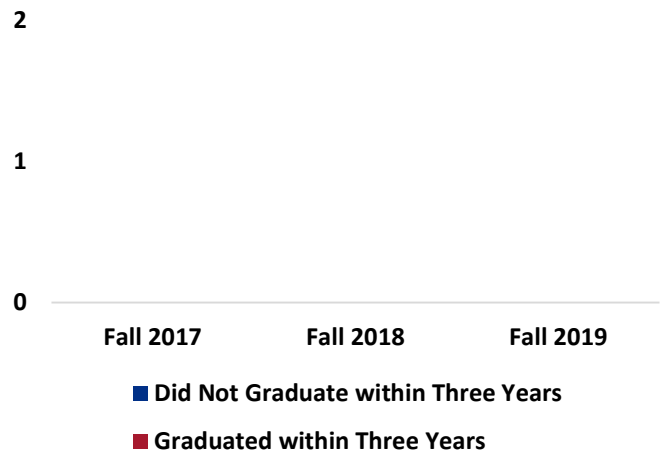 2
1
0
Fall 2017 Fall 2018 Fall 2019
Did Not Graduate within Three Years
Graduated within Three Years